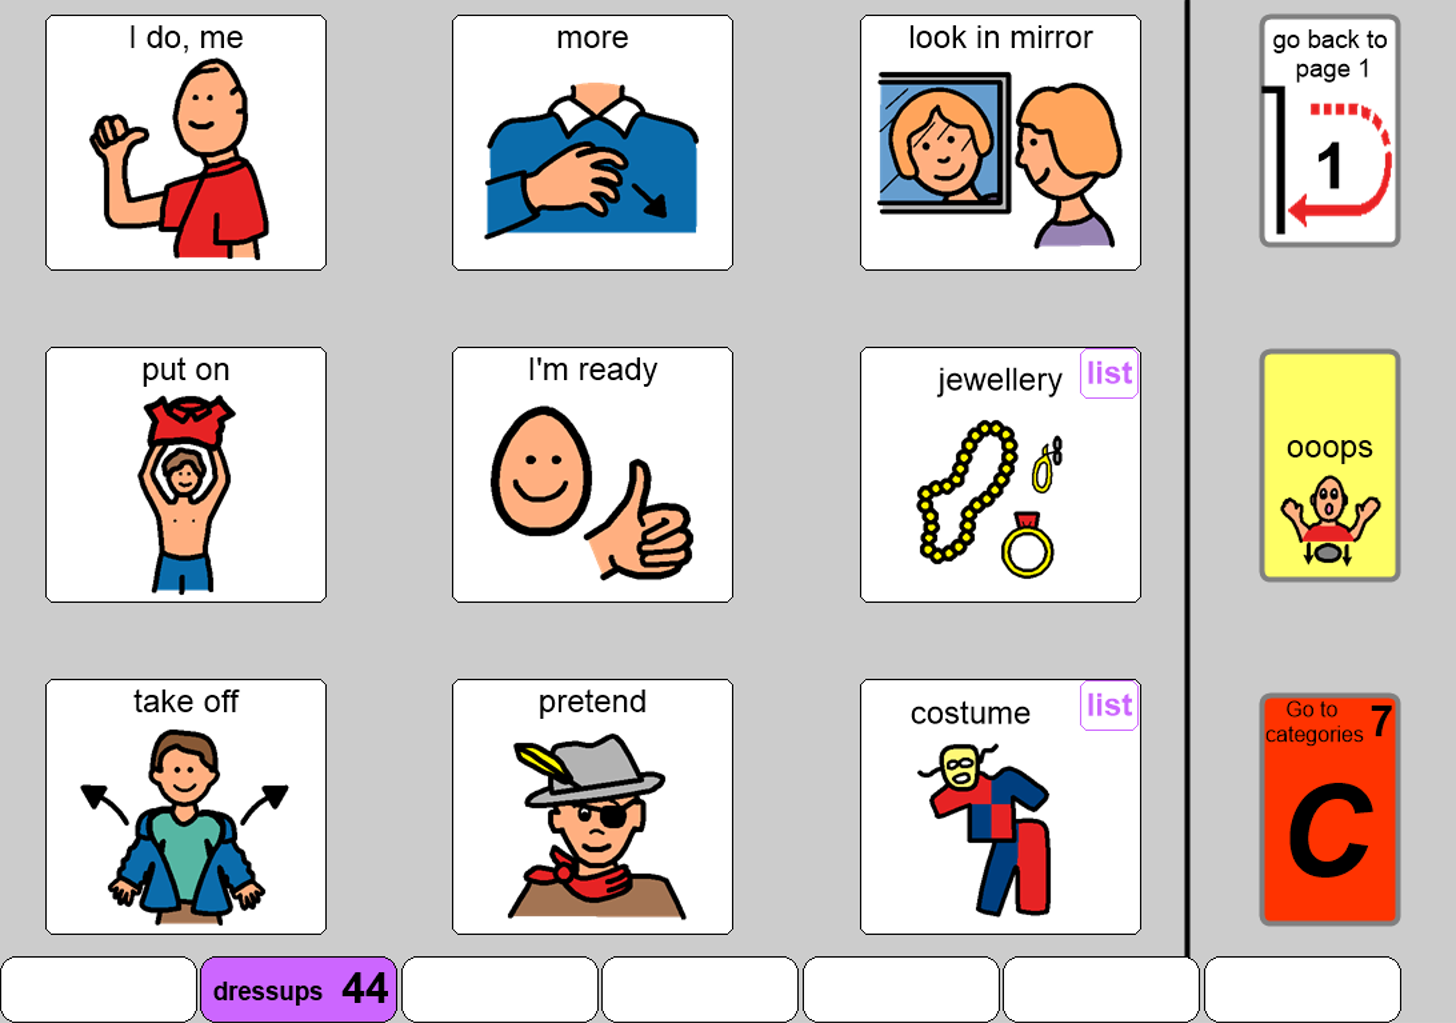 I do, me
more
look in mirror
go back to
page 1
1
put on
I'm ready
jewellery
list
ooops
take off
pretend
costume
list
Go to
categories 7
C
dressups 44